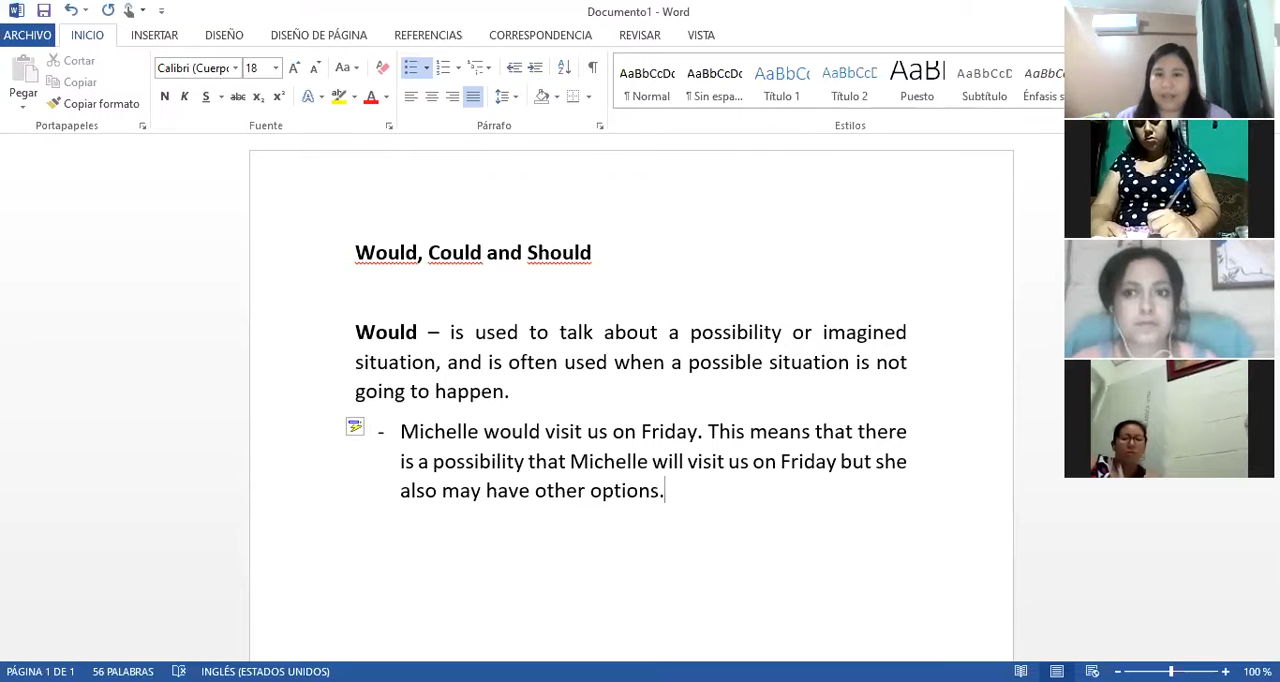 Documento1 - Word
ARCHIVO INICIO INSERTAR DISEÑO DISEÑO DE PÁGINA REFERENCIAS CORRESPONDENCIA REVISAR VISTA
Pegar
Cortar
Copiar
Copiar formato
Portapapeles
Calibri (Cuerpo 18
Aa
N K S abc x₂ x²
A A
Fuente
Párrafo
AaBbCcDc AaBbCcDc AaBbCc AaBbCcD AaBl AaBbCcD AaBbCc
¶ Normal ¶ Sin espa... Título 1 Título 2 Puesto Subtítulo Énfasis s
Estilos
Would, Could and Should
Would – is used to talk about a possibility or imagined
situation, and is often used when a possible situation is not
going to happen.
- Michelle would visit us on Friday. This means that there
is a possibility that Michelle will visit us on Friday but she
also may have other options.
PÁGINA 1 DE 1 56 PALABRAS INGLÉS (ESTADOS UNIDOS) 100 %